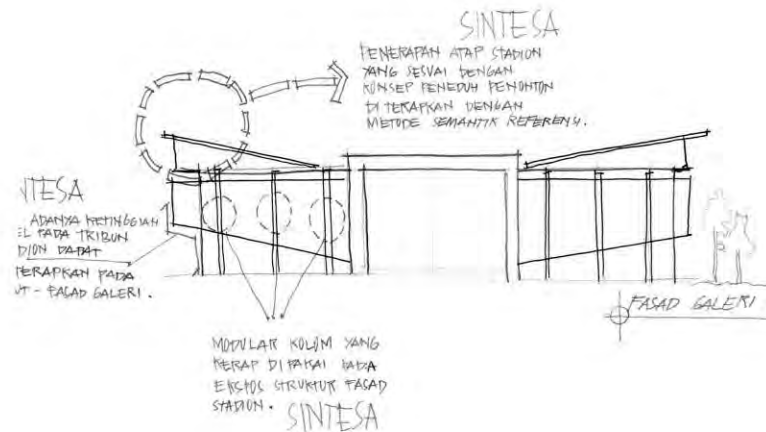 SINTESA
PENERAPAN ATAP STADION
YANG SESUAI DENGAN
KONSEP PENEDUH PENONTON
DI TERAPKAN DENGAN
METODE SEMANTIK REFERENSI.
NTESA
ADANYA KETINGGIAN
EL PADA TRIBUN
DION DAPAT
TERAPKAN PADA
UT - FASAD GALERI.
MODULAR KOLOM YANG
KERAP DI PAKAI PADA
EKSPOS STRUKTUR FASAD
STADION.
SINTESA
FASAD GALERI